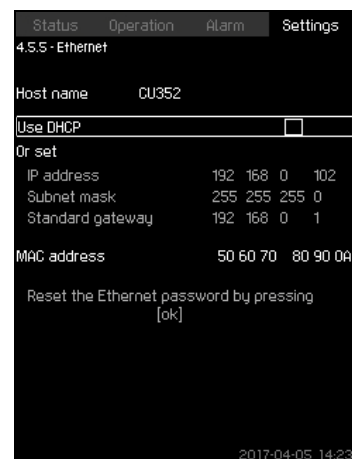 Status Operation Alarm Settings
4.5.5 - Ethernet
Host name CU352
Use DHCP
Or set
IP address 192 168 0 102
Subnet mask 255 255 255 0
Standard gateway 192 168 0 1
MAC address 50 60 70 80 90 0A
Reset the Ethernet password by pressing
[ok]
2017-04-05 14:23